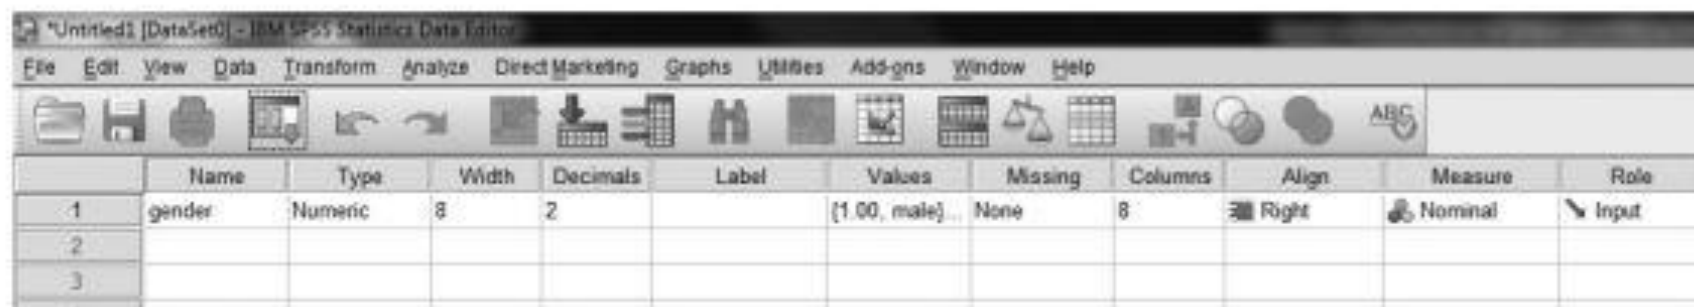 *Untitled1 [DataSet0] - IBM SPSS Statistics Data Editor
File Edit View Data Transform Analyze Direct Marketing Graphs Utilities Add-ons Window Help
ABC
Name Type Width Decimals Label Values Missing Columns Align Measure Role
1 gender Numeric 8 2 {1.00, male}... None 8 Right Nominal Input
2
3